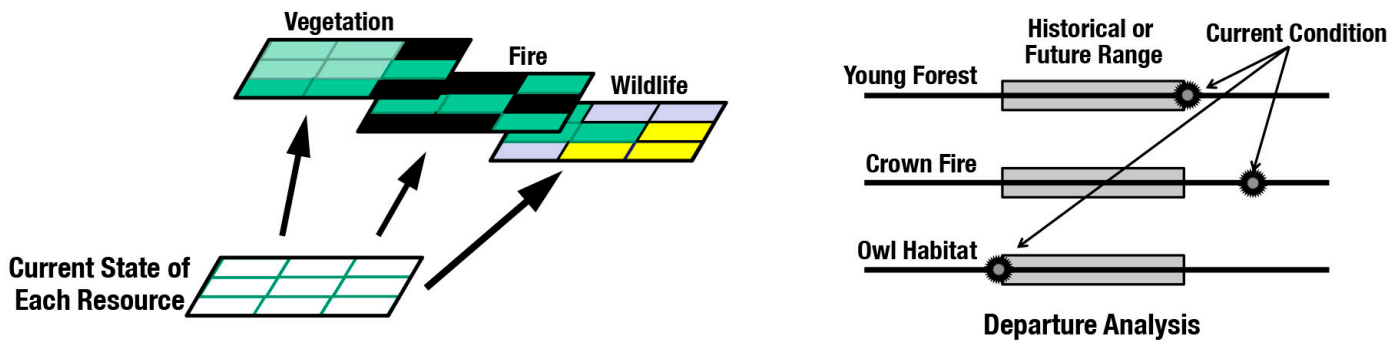 Vegetation
Fire
Wildlife
Current State of
Each Resource
Historical or
Future Range
Current Condition
Young Forest
Crown Fire
Owl Habitat
Departure Analysis